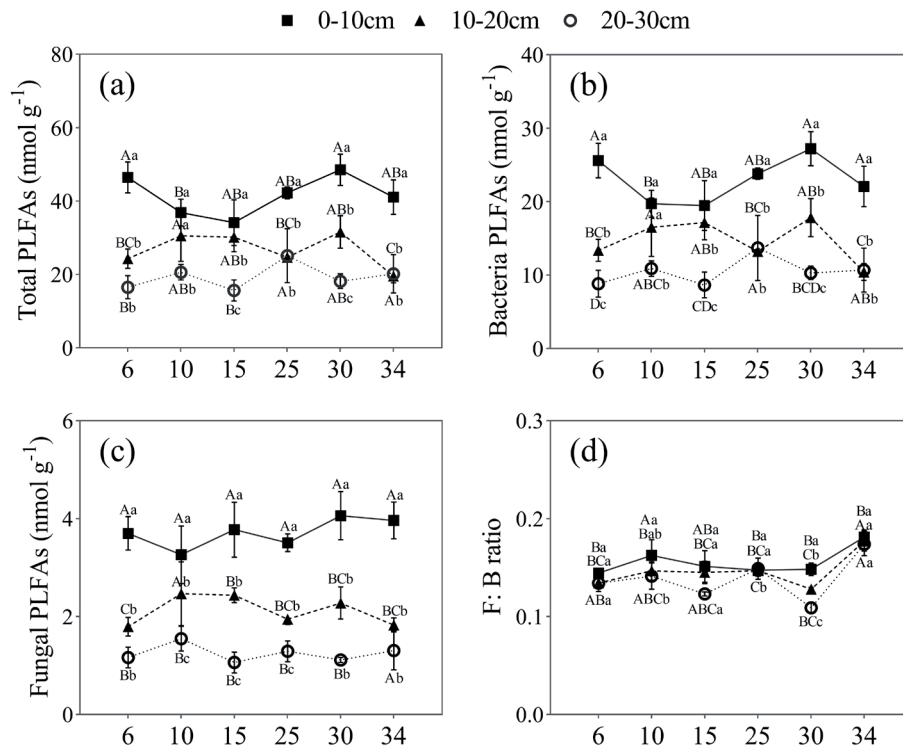 0-10cm 10-20cm 20-30cm
(a)
Total PLFAs (nmol g-1)
80
60
40
20
0
Aa Ba ABa ABa Aa ABa
BCb Aa ABb BCb ABb Cb
Bb ABb Bc Ab ABc Ab
6 10 15 25 30 34
(b)
Bacteria PLFAs (nmol g-1)
40
30
20
10
0
Aa Ba ABa ABa Aa Aa
BCb Aa ABb BCb ABb Cb
Dc ABCb CDc Ab BCDc ABb
6 10 15 25 30 34
(c)
Fungal PLFAs (nmol g-1)
6
4
2
0
Aa Aa Aa Aa Aa Aa
Cb Ab Bb BCb BCb BCb
Bb Bc Bc Bc Bb Ab
6 10 15 25 30 34
(d)
F: B ratio
0.3
0.2
0.1
0.0
Ba Aa ABa Ba Ba Ba
BCa Bab BCa BCa Cb Aa
ABa ABCb ABCa Cb BCc Aa
6 10 15 25 30 34